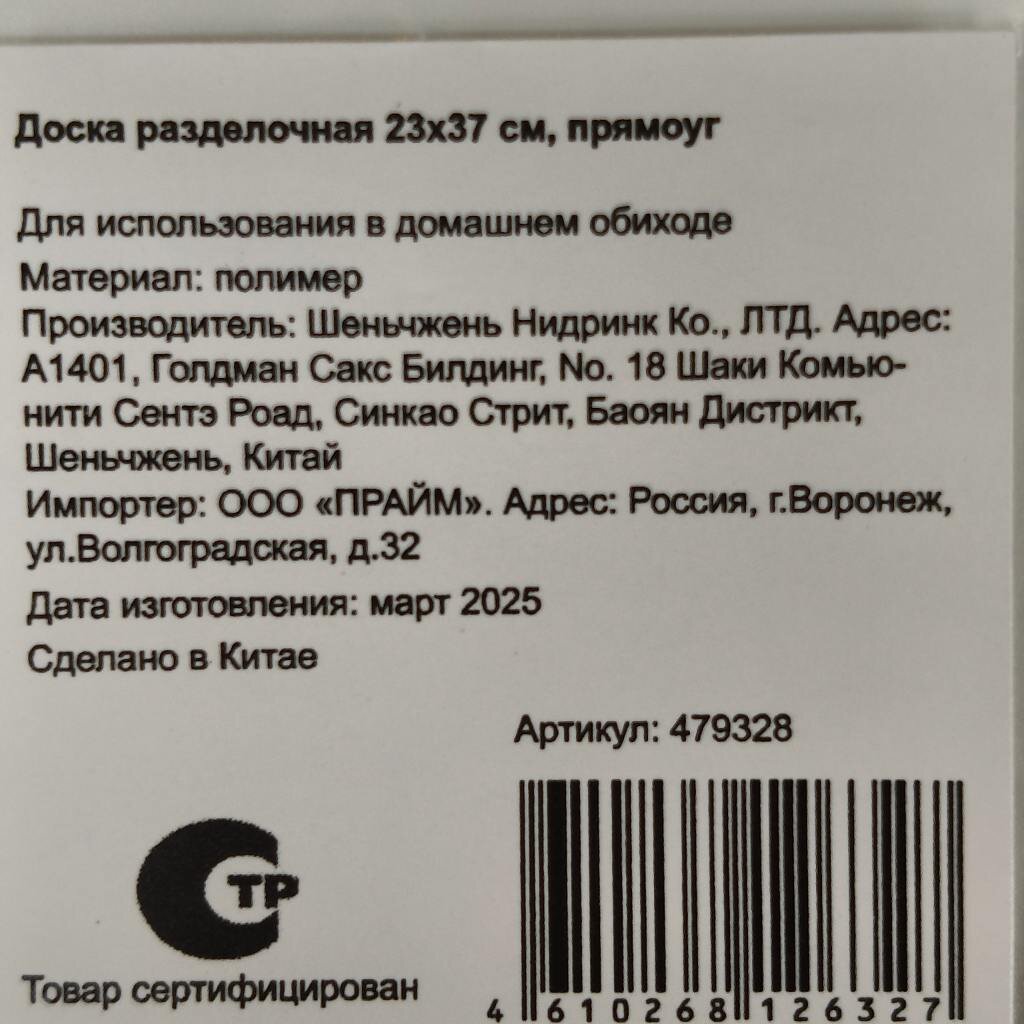 Доска разделочная 23х37 см, прямоуг
Для использования в домашнем обиходе
Материал: полимер
Производитель: Шеньчжень Нидринк Ко., ЛТД. Адрес:
А1401, Голдман Сакс Билдинг, No. 18 Шаки Комью-
нити Сентэ Роад, Синкао Стрит, Баоян Дистрикт,
Шеньчжень, Китай
Импортер: ООО «ПРАЙМ». Адрес: Россия, г.Воронеж,
ул.Волгоградская, д.32
Дата изготовления: март 2025
Сделано в Китае
Артикул: 479328
ТР
Товар сертифицирован
4 610268 126327